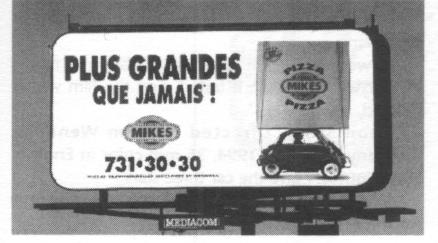 PLUS GRANDES
QUE JAMAIS!
MIKES
731•30•30
PIZZA
MIKES
PIZZA
MEDIACOM